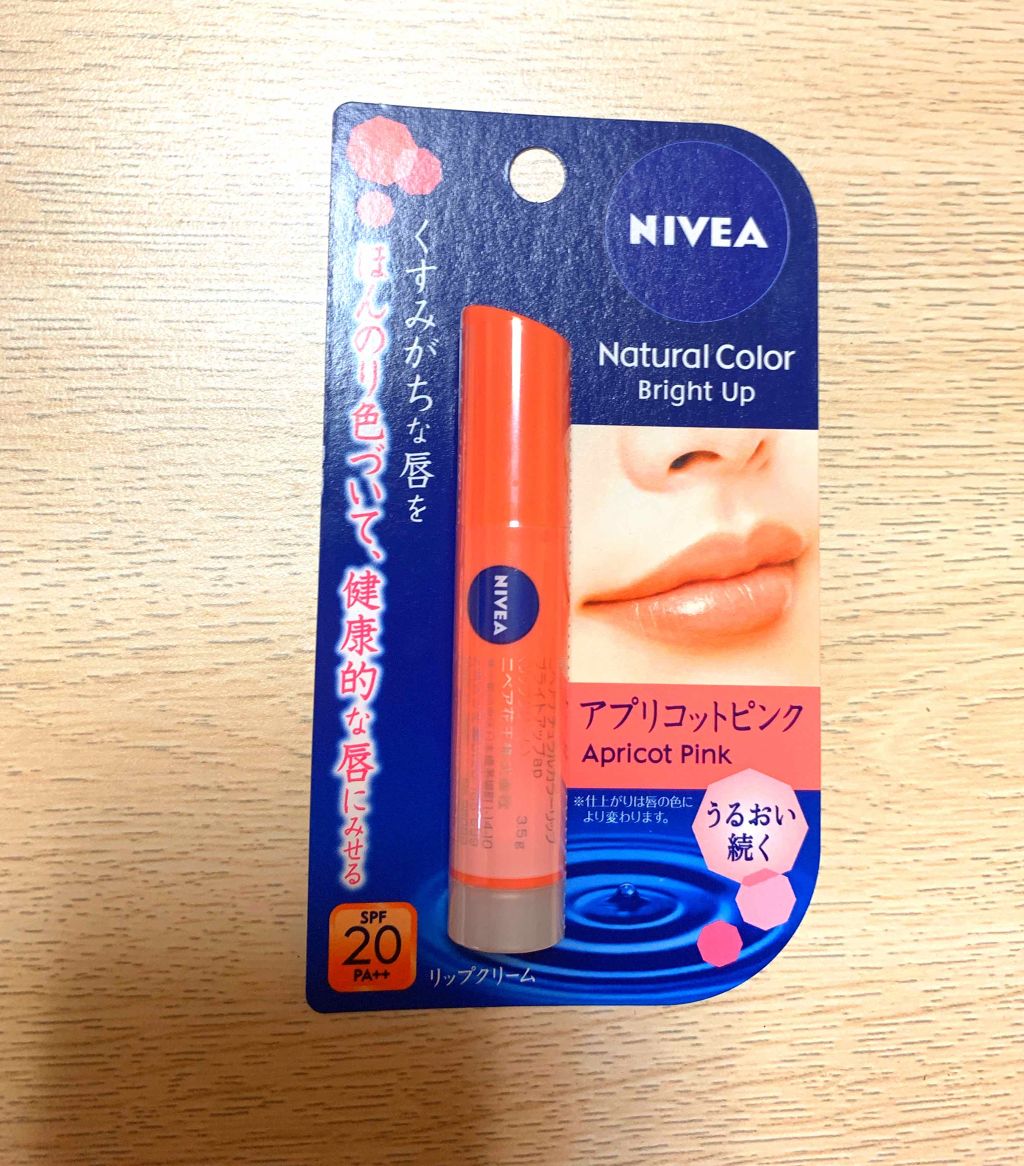 NIVEA
Natural Color
Bright Up
くすみがちな唇を
ほんのり色づいて、健康的な唇にみせる
NIVEA
3.5g
アプリコットピンク
Apricot Pink
※仕上がりは唇の色に
より変わります。
うるおい
続く
SPF
20
PA++
リップクリーム